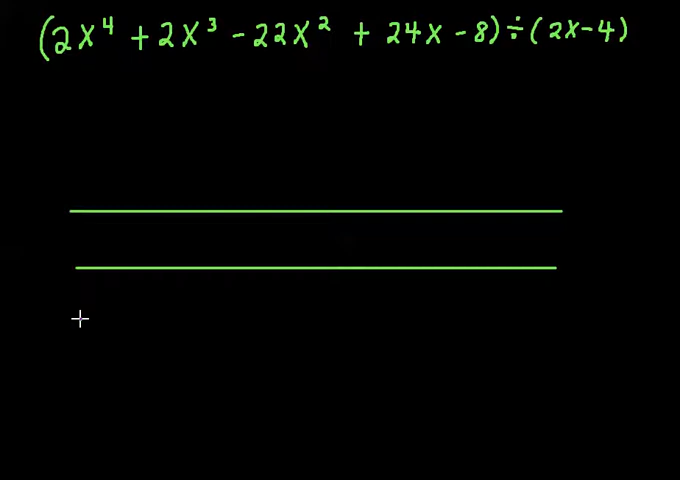 (2x⁴ + 2x³ - 22x² + 24x - 8) ÷ (2x - 4)